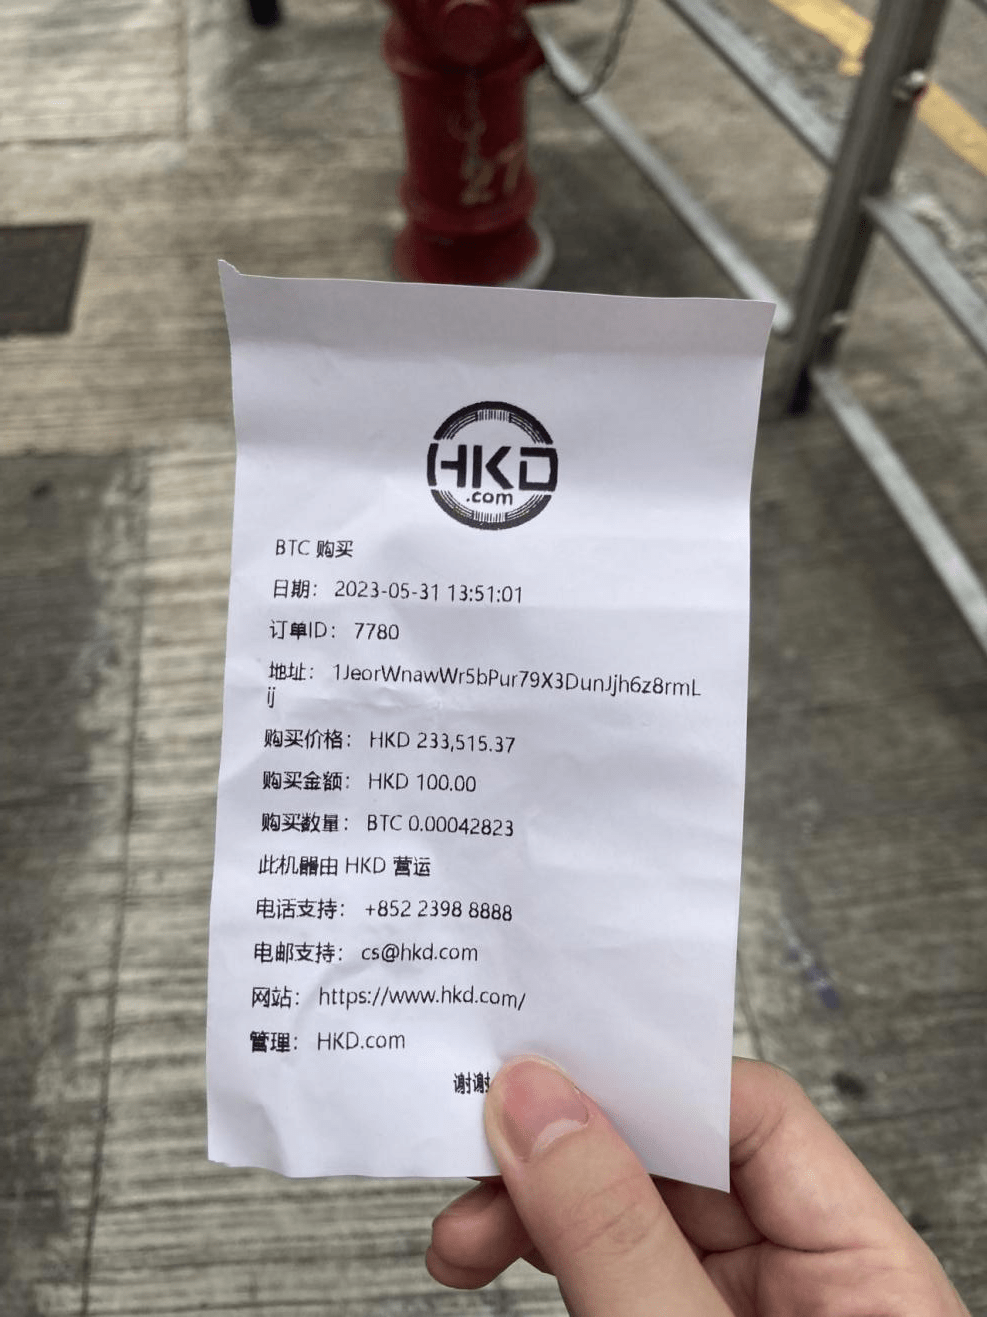 27
HKD
.com
BTC 购买
日期： 2023-05-31 13:51:01
订单ID： 7780
地址： 1JeorWnawWr5bPur79X3DunJjh6z8rmL
ij
购买价格： HKD 233,515.37
购买金额： HKD 100.00
购买数量： BTC 0.00042823
此机器由 HKD 营运
电话支持： +852 2398 8888
电邮支持： cs@hkd.com
网站： https://www.hkd.com/
管理： HKD.com
谢谢